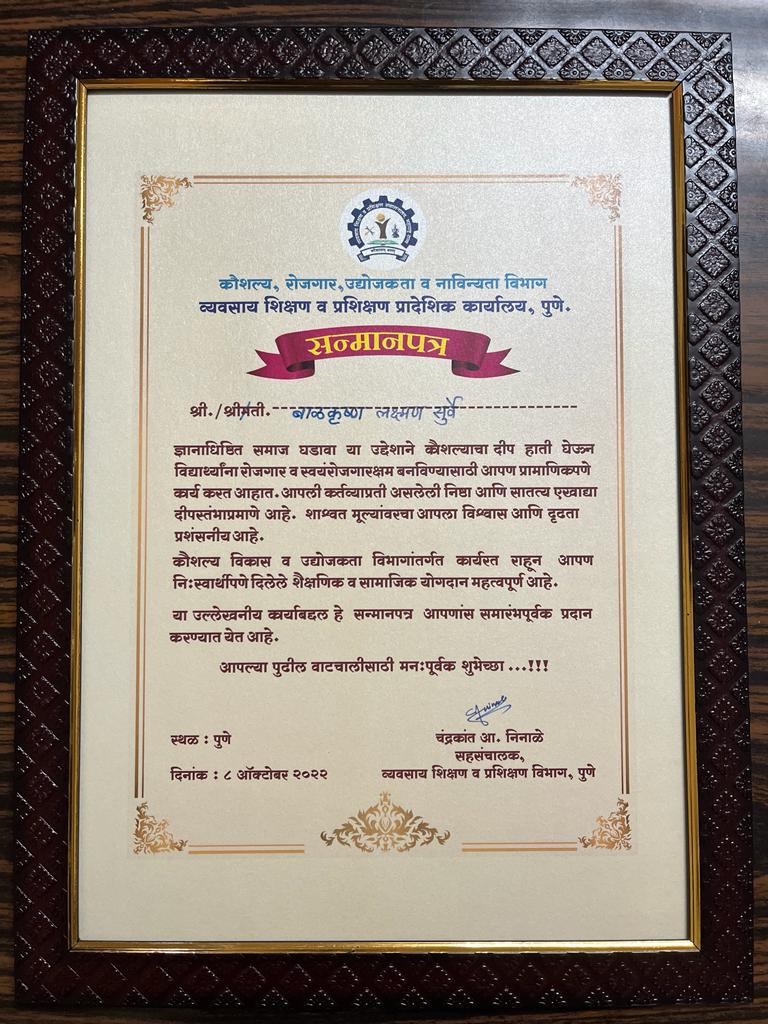 कौशल्य, रोजगार,उद्योजकता व नाविन्यता विभाग
व्यवसाय शिक्षण व प्रशिक्षण प्रादेशिक कार्यालय, पुणे.
सन्मानपत्र
श्री./श्रीमती. बाळकृष्ण लक्ष्मण सुर्वे
ज्ञानाधिष्ठित समाज घडावा या उद्देशाने कौशल्याचा दीप हाती घेऊन
विद्यार्थ्यांना रोजगार व स्वयंरोजगारक्षम बनविण्यासाठी आपण प्रामाणिकपणे
कार्य करत आहात. आपली कर्तव्याप्रती असलेली निष्ठा आणि सातत्य एखाद्या
दीपस्तंभाप्रमाणे आहे. शाश्वत मूल्यांवरचा आपला विश्वास आणि दृढता
प्रशंसनीय आहे.
कौशल्य विकास व उद्योजकता विभागांतर्गत कार्यरत राहून आपण
निःस्वार्थीपणे दिलेले शैक्षणिक व सामाजिक योगदान महत्वपूर्ण आहे.
या उल्लेखनीय कार्याबद्दल हे सन्मानपत्र आपणांस समारंभपूर्वक प्रदान
करण्यात येत आहे.
आपल्या पुढील वाटचालीसाठी मनःपूर्वक शुभेच्छा ...!!!
स्थळ : पुणे
चंद्रकांत आ. निनाळे
सहसंचालक,
दिनांक : ८ ऑक्टोबर २०२२
व्यवसाय शिक्षण व प्रशिक्षण विभाग, पुणे